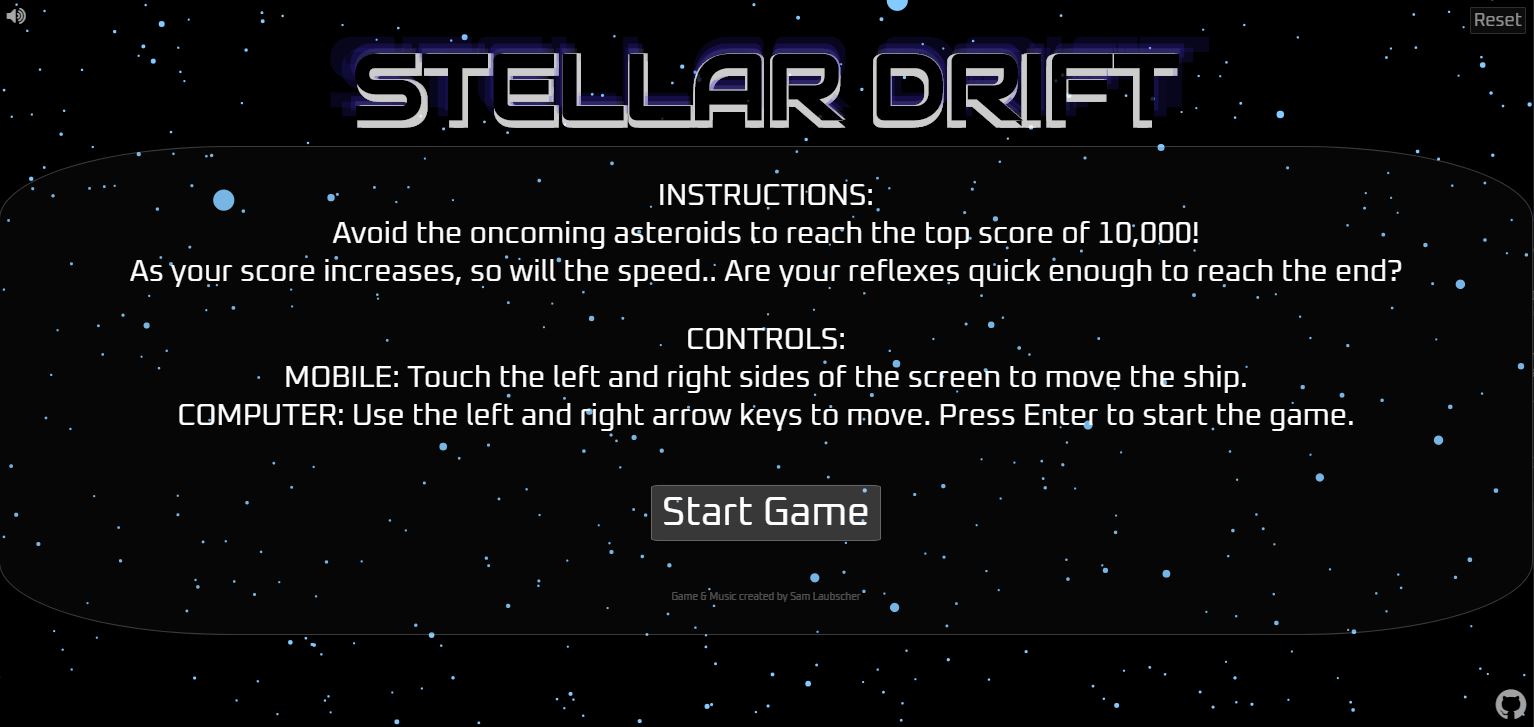 Reset
STELLAR DRIFT
INSTRUCTIONS:
Avoid the oncoming asteroids to reach the top score of 10,000!
As your score increases, so will the speed.. Are your reflexes quick enough to reach the end?
CONTROLS:
MOBILE: Touch the left and right sides of the screen to move the ship.
COMPUTER: Use the left and right arrow keys to move. Press Enter to start the game.
Start Game
Game & Music created by Sam Laubscher